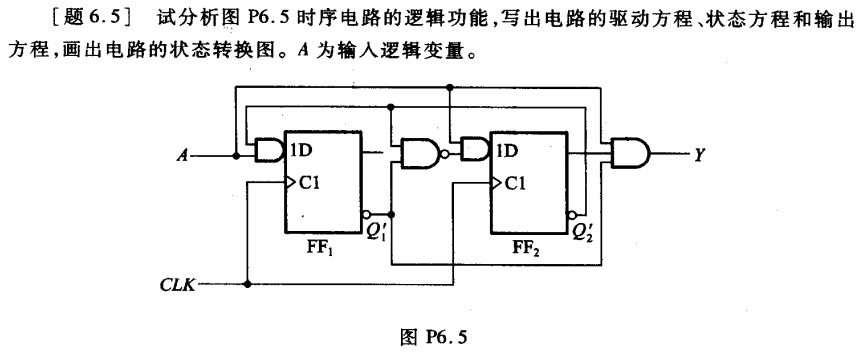 [题6.5] 试分析图 P6.5 时序电路的逻辑功能,写出电路的驱动方程、状态方程和输出
方程,画出电路的状态转换图。A 为输入逻辑变量。
A
1D
C1
Q′₁
FF₁
1D
C1
Q′₂
FF₂
Y
CLK
图 P6.5